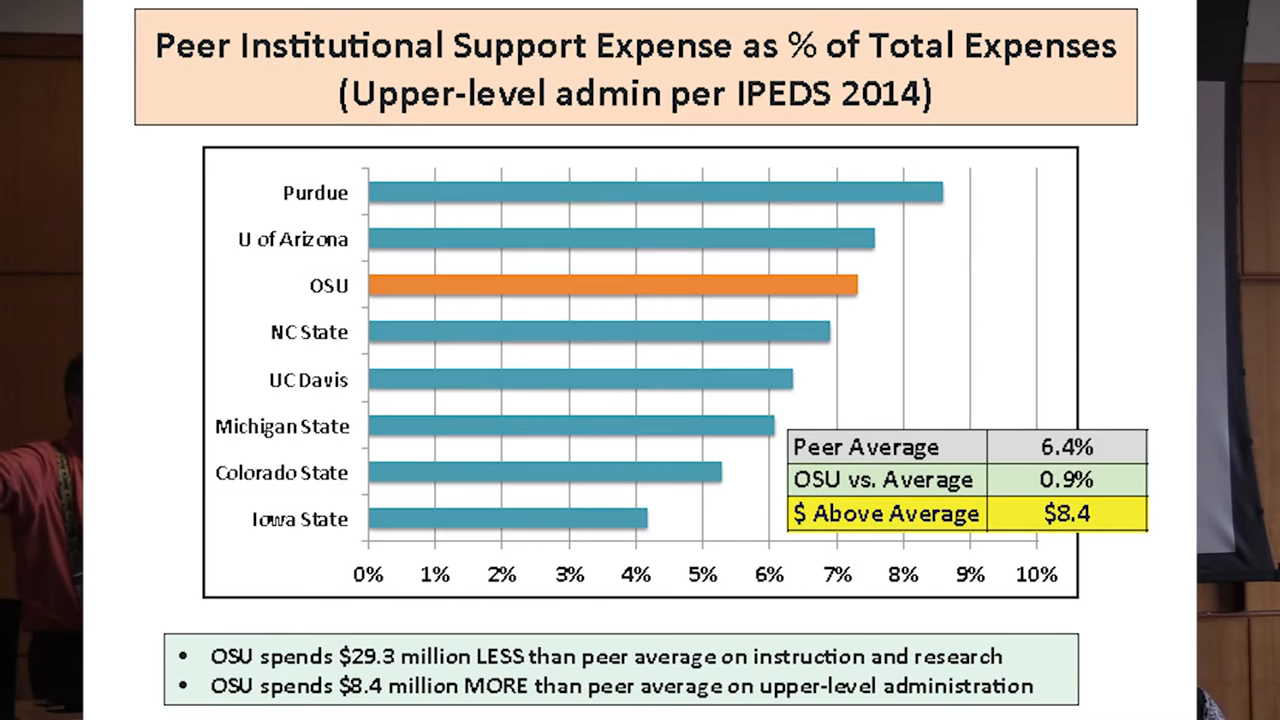 Peer Institutional Support Expense as % of Total Expenses
(Upper-level admin per IPEDS 2014)
Purdue
U of Arizona
OSU
NC State
UC Davis
Michigan State
Colorado State
Iowa State
Peer Average 6.4%
OSU vs. Average 0.9%
$ Above Average $8.4
0% 1% 2% 3% 4% 5% 6% 7% 8% 9% 10%
• OSU spends $29.3 million LESS than peer average on instruction and research
• OSU spends $8.4 million MORE than peer average on upper-level administration